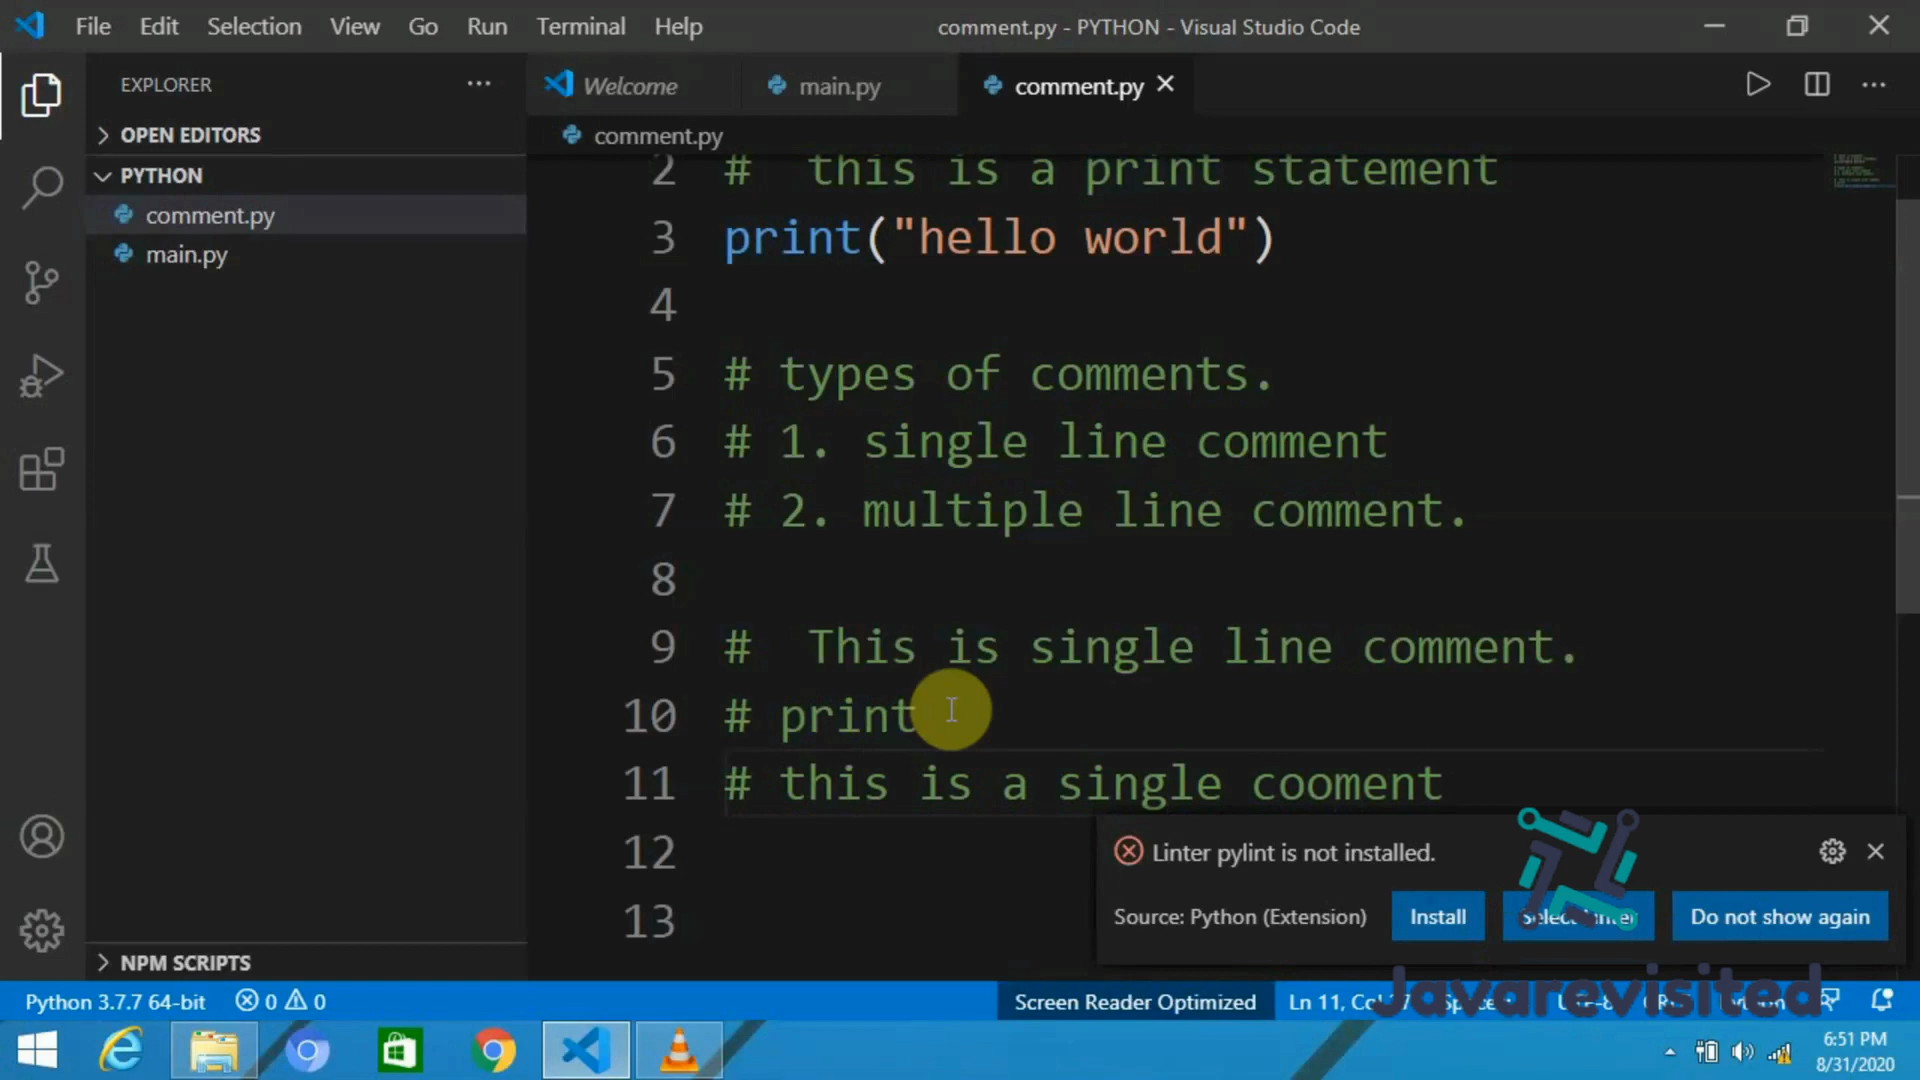 File Edit Selection View Go Run Terminal Help comment.py - PYTHON - Visual Studio Code
EXPLORER
Welcome main.py comment.py
OPEN EDITORS
comment.py
PYTHON
comment.py
main.py
2 # this is a print statement
3 print("hello world")
4
5 # types of comments.
6 # 1. single line comment
7 # 2. multiple line comment.
8
9 # This is single line comment.
10 # print
11 # this is a single cooment
12
13
Linter pylint is not installed.
Source: Python (Extension) Install Select Linter Do not show again
NPM SCRIPTS
Javarevisited
Python 3.7.7 64-bit 0 0 Screen Reader Optimized Ln 11,
6:51 PM
8/31/2020